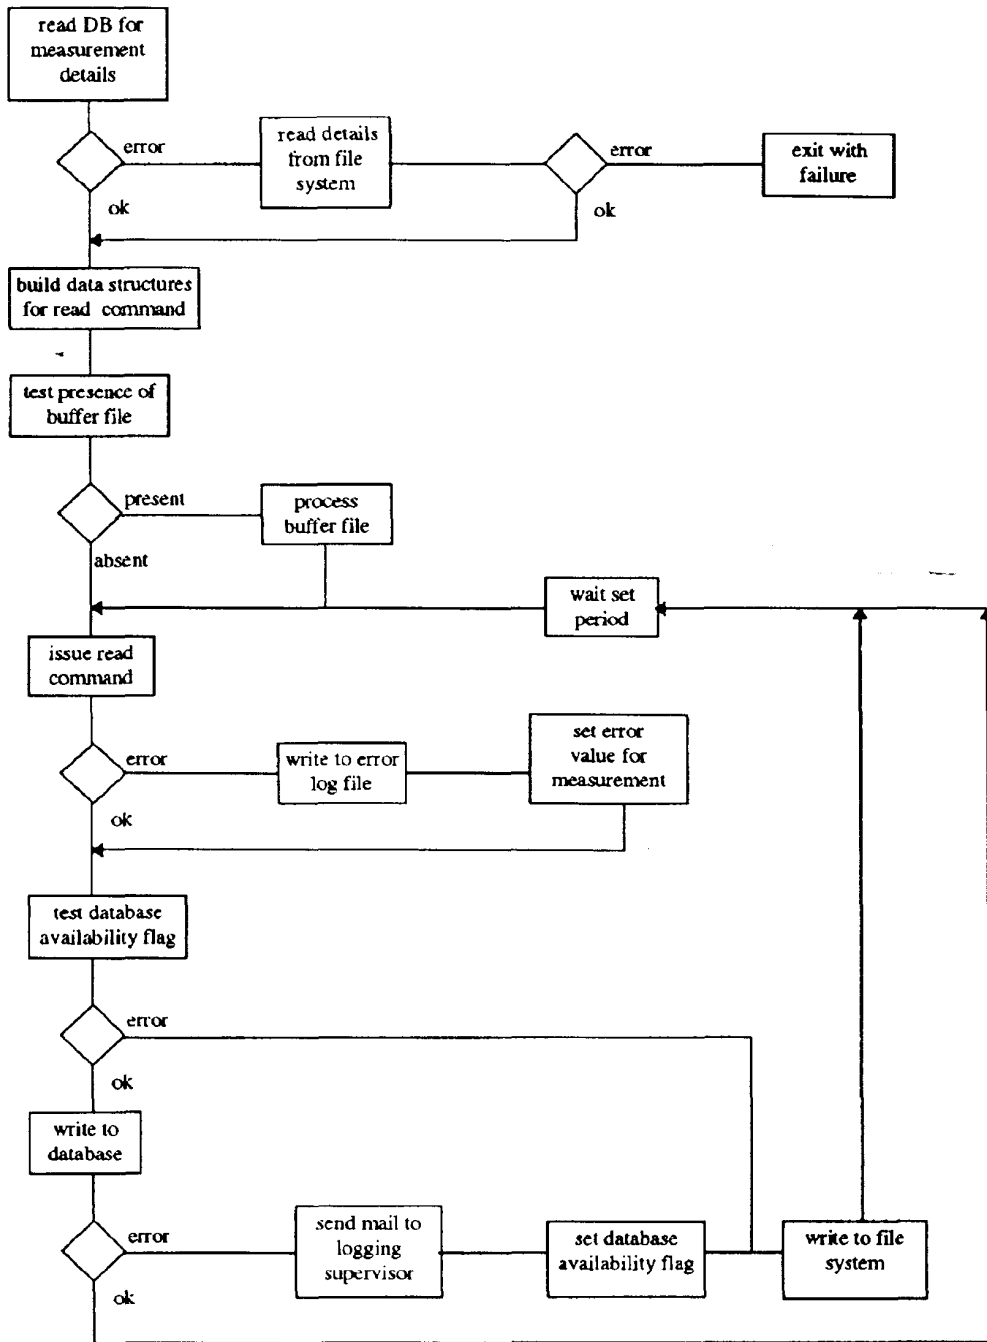 read DB for
measurement
details
error
read details
from file
system
error
exit with
failure
ok
ok
build data structures
for read command
test presence of
buffer file
present
process
buffer file
absent
wait set
period
issue read
command
error
write to error
log file
set error
value for
measurement
ok
test database
availability flag
error
ok
write to
database
error
send mail to
logging
supervisor
set database
availability flag
write to file
system
ok